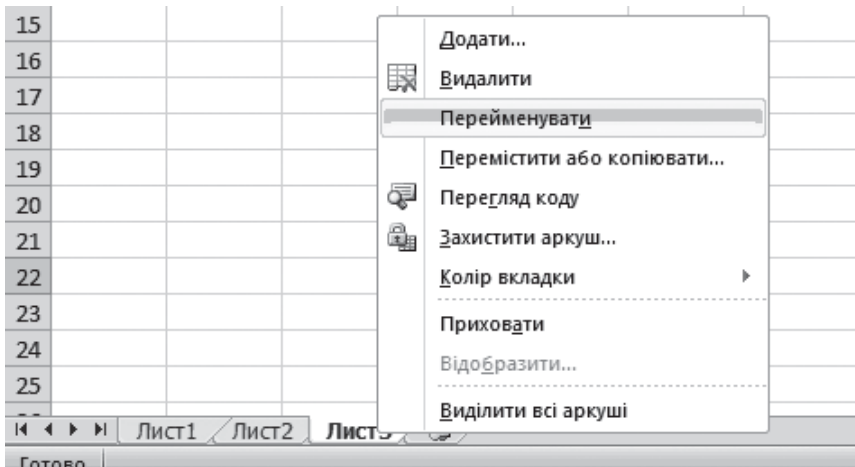 15
16
17
18
19
20
21
22
23
24
25
Додати...
Видалити
Перейменувати
Перемістити або копіювати...
Перегляд коду
Захистити аркуш...
Колір вкладки
Приховати
Відобразити...
Виділити всі аркуші
Лист1 Лист2 Лист3
Готово